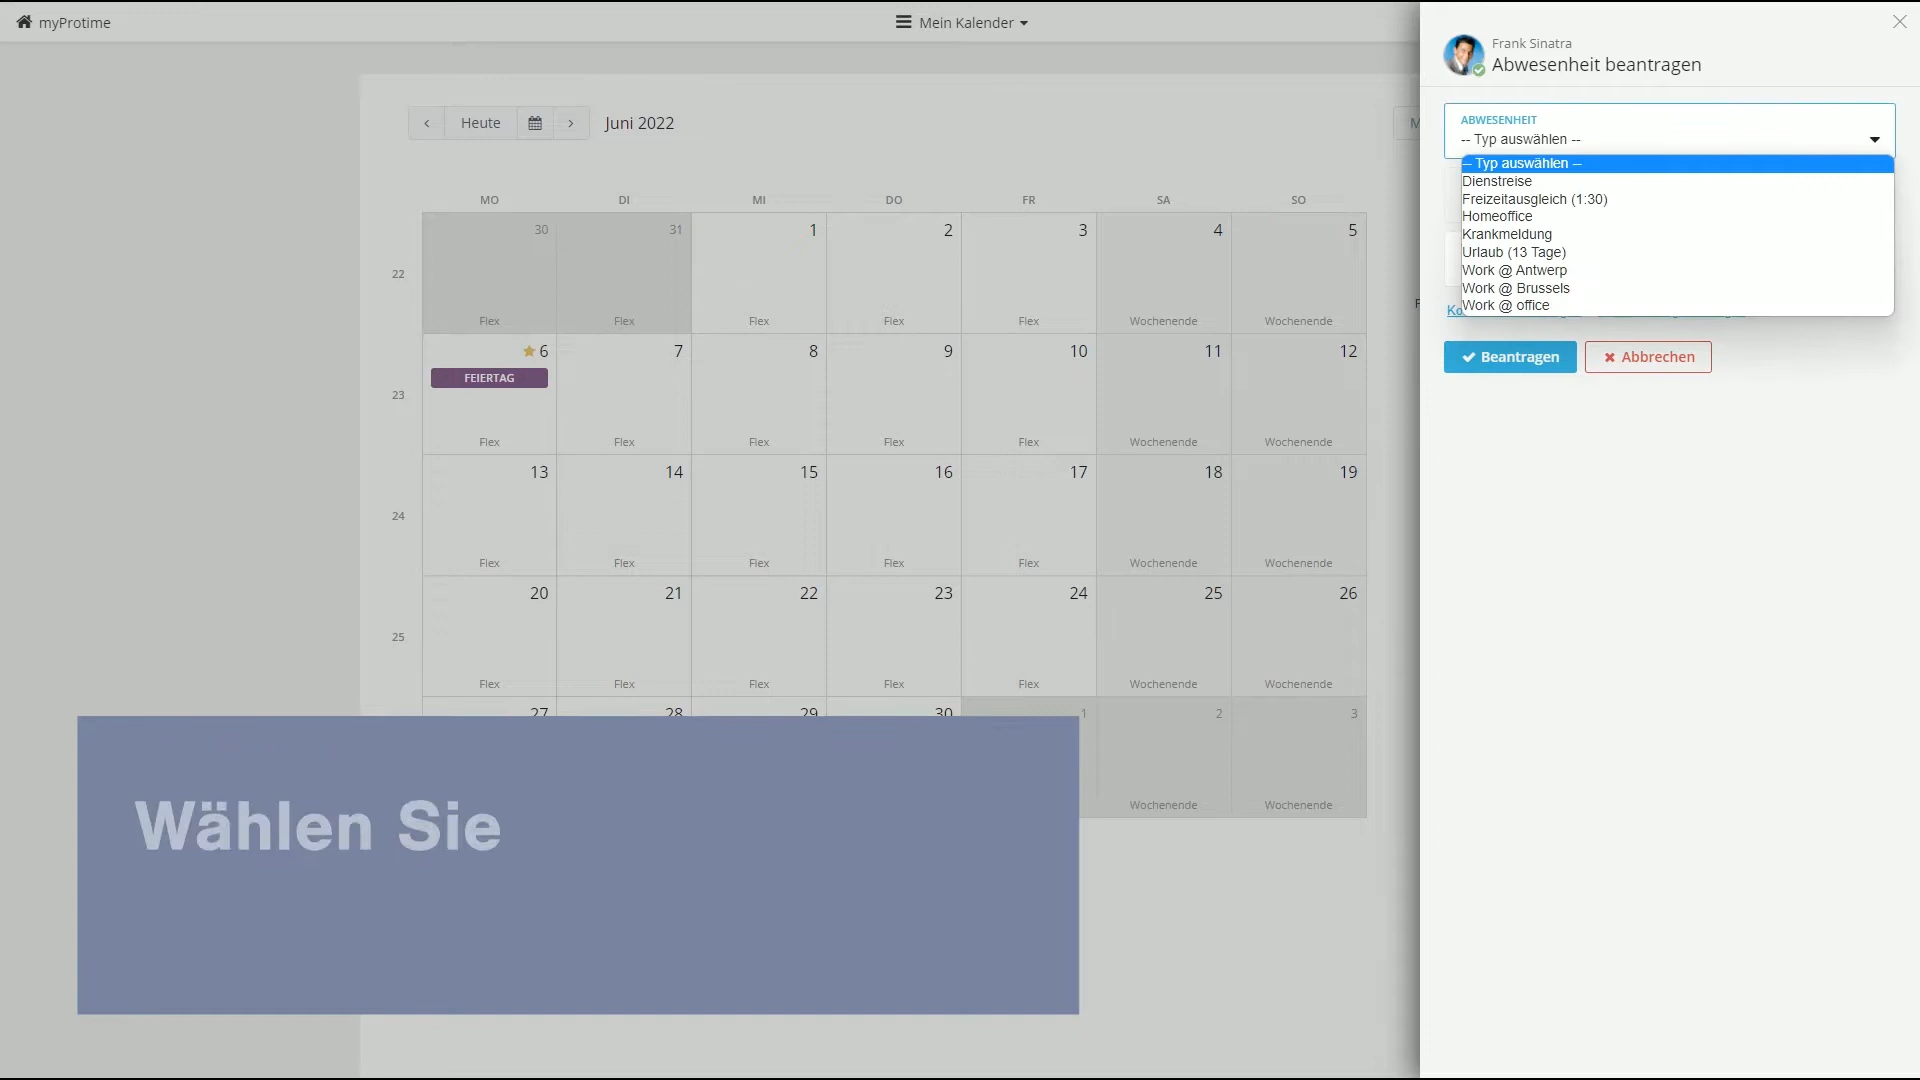 myProtime
Mein Kalender
Frank Sinatra
Abwesenheit beantragen
Heute
Juni 2022
M
ABWESENHEIT
-- Typ auswählen --
-- Typ auswählen --
Dienstreise
Freizeitausgleich (1:30)
Homeoffice
Krankmeldung
Urlaub (13 Tage)
Work @ Antwerp
Work @ Brussels
Work @ office
Beantragen
Abbrechen
MO DI MI DO FR SA SO
30 31 1 2 3 4 5
22
Flex Flex Flex Flex Flex Wochenende Wochenende
6 7 8 9 10 11 12
FEIERTAG
23
Flex Flex Flex Flex Flex Wochenende Wochenende
13 14 15 16 17 18 19
24
Flex Flex Flex Flex Flex Wochenende Wochenende
20 21 22 23 24 25 26
25
Flex Flex Flex Flex Flex Wochenende Wochenende
27 28 29 30 1 2 3
Wochenende Wochenende
Wählen Sie